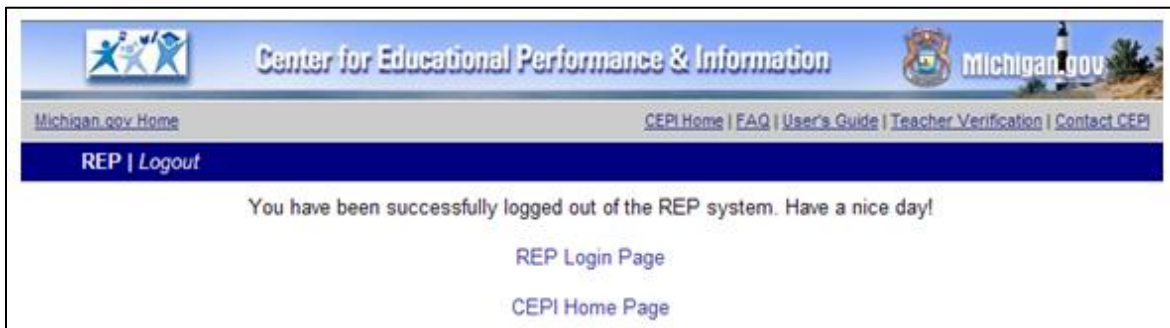 Center for Educational Performance & Information Michigan.gov
Michigan.gov Home CEPI Home | FAQ | User's Guide | Teacher Verification | Contact CEPI
REP | Logout
You have been successfully logged out of the REP system. Have a nice day!
REP Login Page
CEPI Home Page